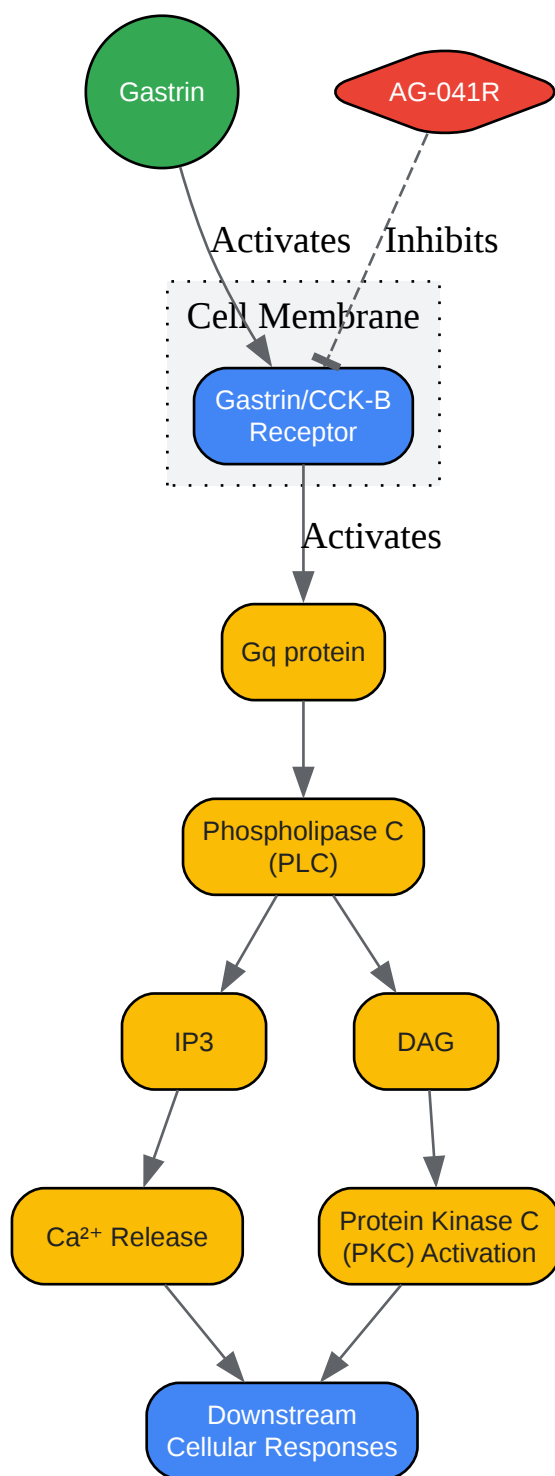 Gastrin
AG-041R
Activates
Inhibits
Cell Membrane
Gastrin/CCK-B
Receptor
Activates
Gq protein
Phospholipase C
(PLC)
IP3
DAG
Ca²⁺ Release
Protein Kinase C
(PKC) Activation
Downstream
Cellular Responses